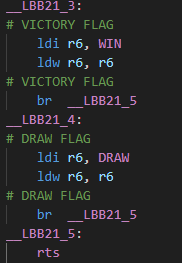 __LBB21_3:
# VICTORY FLAG
ldi r6, WIN
ldw r6, r6
# VICTORY FLAG
br __LBB21_5
__LBB21_4:
# DRAW FLAG
ldi r6, DRAW
ldw r6, r6
# DRAW FLAG
br __LBB21_5
__LBB21_5:
rts